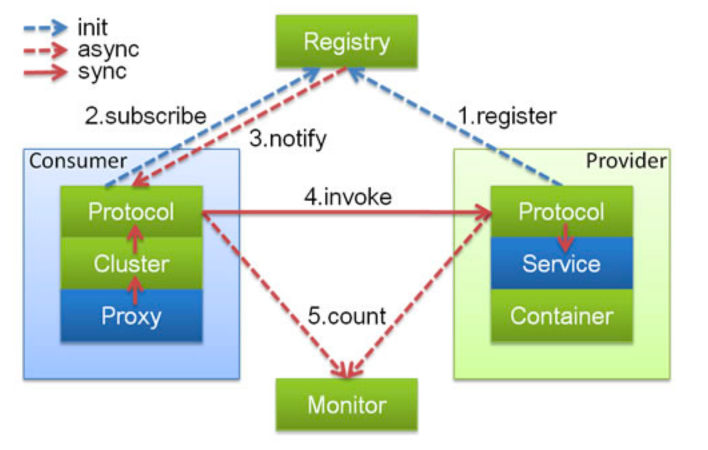 init
async
sync
Registry
2.subscribe
1.register
3.notify
Consumer
Provider
Protocol
4.invoke
Protocol
Cluster
Service
Proxy
5.count
Container
Monitor